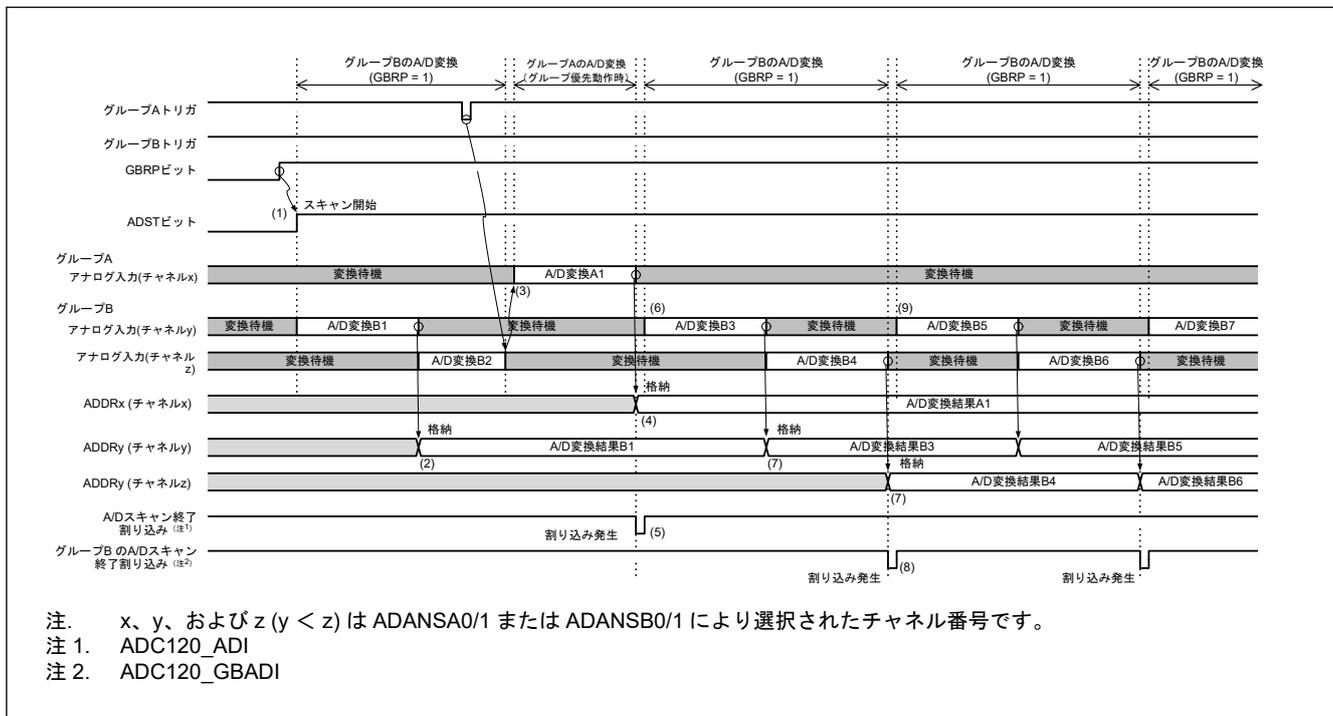 グループBのA/D変換
(GBRP = 1)
グループAのA/D変換
(グループ優先動作時)
グループBのA/D変換
(GBRP = 1)
グループBのA/D変換
(GBRP = 1)
グループBのA/D変換
(GBRP = 1)
グループAトリガ
グループBトリガ
GBRPビット
(1)
スキャン開始
ADSTビット
グループA
アナログ入力(チャネルx)
変換待機
A/D変換A1
変換待機
(3)
グループB
(6)
(9)
アナログ入力(チャネルy)
変換待機
A/D変換B1
変換待機
A/D変換B3
変換待機
A/D変換B5
変換待機
A/D変換B7
アナログ入力(チャネル
z)
変換待機
A/D変換B2
変換待機
A/D変換B4
変換待機
A/D変換B6
変換待機
格納
ADDRx (チャネルx)
A/D変換結果A1
(4)
格納
格納
ADDRy (チャネルy)
A/D変換結果B1
A/D変換結果B3
A/D変換結果B5
(2)
(7)
格納
ADDRy (チャネルz)
A/D変換結果B4
A/D変換結果B6
(7)
A/Dスキャン終了
割り込み (注1)
割り込み発生
(5)
グループB のA/Dスキャン
終了割り込み (注2)
(8)
割り込み発生
割り込み発生
注. x、y、および z (y < z) は ADANSA0/1 または ADANSB0/1 により選択されたチャネル番号です。
注 1. ADC120_ADI
注 2. ADC120_GBADI